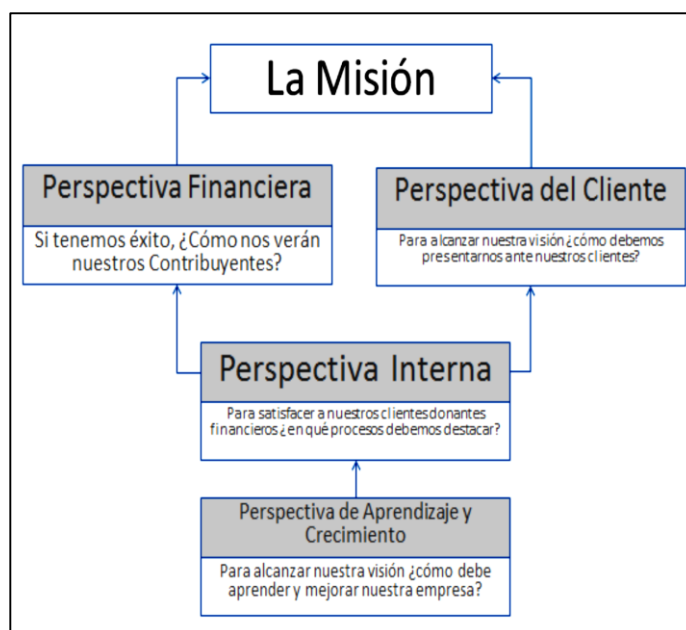 La Misión
Perspectiva Financiera
Si tenemos éxito, ¿Cómo nos verán
nuestros Contribuyentes?
Perspectiva del Cliente
Para alcanzar nuestra visión ¿cómo debemos
presentarnos ante nuestros clientes?
Perspectiva Interna
Para satisfacer a nuestros clientes donantes
financieros ¿en qué procesos debemos destacar?
Perspectiva de Aprendizaje y
Crecimiento
Para alcanzar nuestra visión ¿cómo debe
aprender y mejorar nuestra empresa?